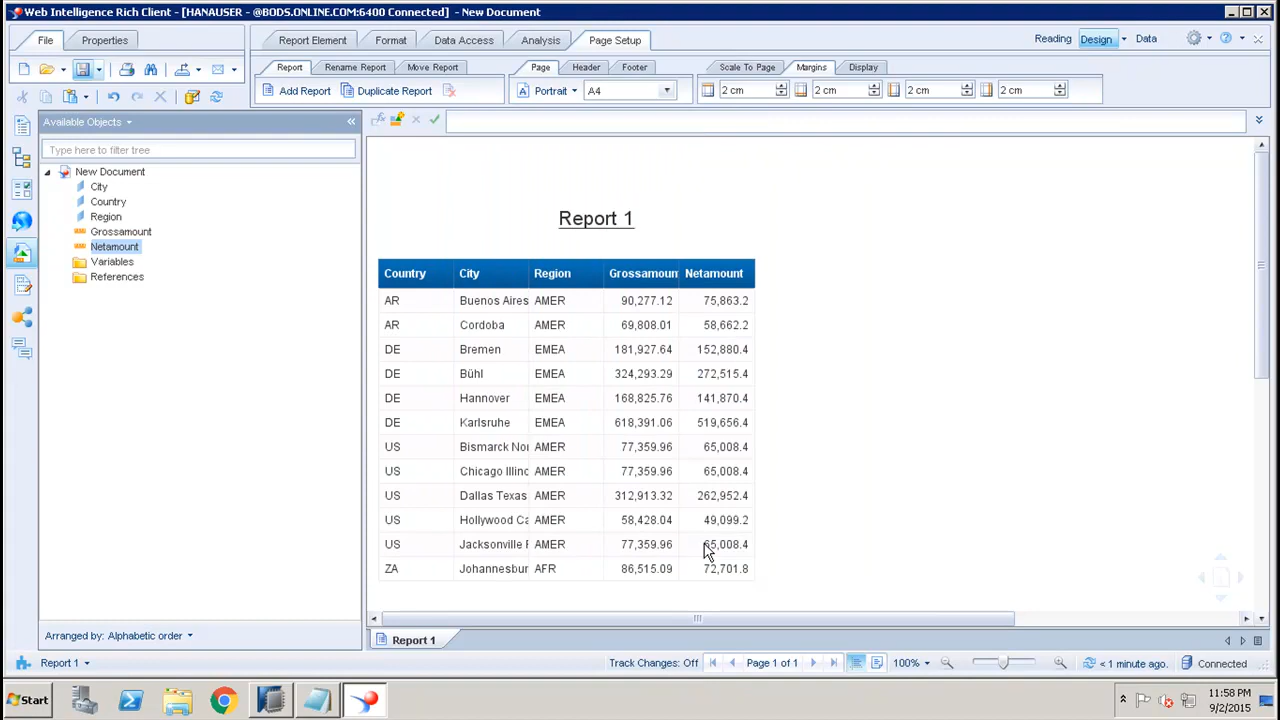 Web Intelligence Rich Client - [HANAUSER - @BODS.ONLINE.COM:6400 Connected] - New Document
File Properties Report Element Format Data Access Analysis Page Setup Reading Design Data
Report Rename Report Move Report Page Header Footer Scale To Page Margins Display
Add Report Duplicate Report Portrait A4 2 cm 2 cm 2 cm 2 cm
Available Objects
Type here to filter tree
New Document
City
Country
Region
Grossamount
Netamount
Variables
References
Arranged by: Alphabetic order
Report 1
Country City Region Grossamoun Netamount
AR Buenos Aires AMER 90,277.12 75,863.2
AR Cordoba AMER 69,808.01 58,662.2
DE Bremen EMEA 181,927.64 152,880.4
DE Bühl EMEA 324,293.29 272,515.4
DE Hannover EMEA 168,825.76 141,870.4
DE Karlsruhe EMEA 618,391.06 519,656.4
US Bismarck Nor AMER 77,359.96 65,008.4
US Chicago Illinc AMER 77,359.96 65,008.4
US Dallas Texas AMER 312,913.32 262,952.4
US Hollywood Ca AMER 58,428.04 49,099.2
US Jacksonville F AMER 77,359.96 65,008.4
ZA Johannesbur AFR 86,515.09 72,701.8
Report 1
Report 1 Track Changes: Off Page 1 of 1 100% < 1 minute ago. Connected
Start 11:58 PM
9/2/2015